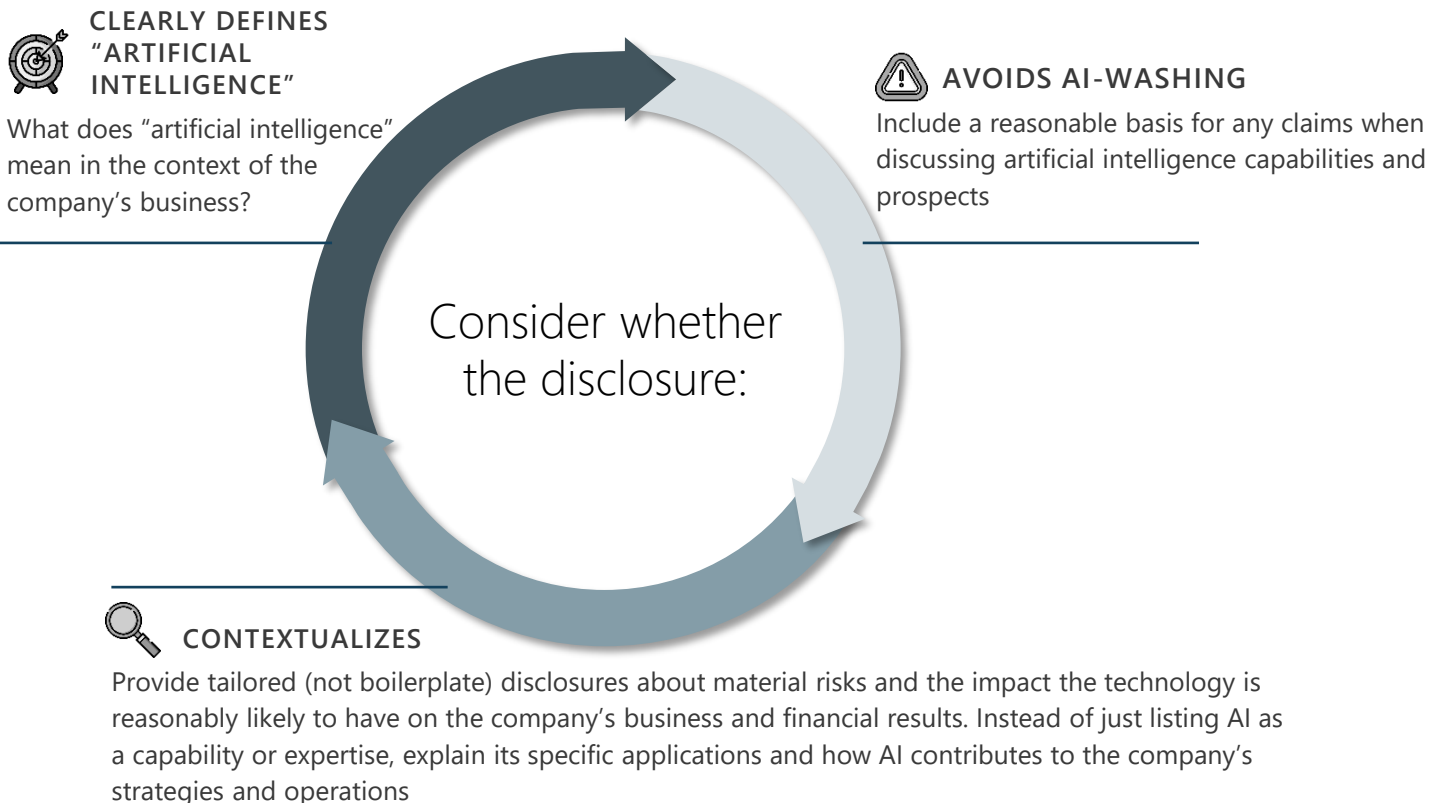 CLEARLY DEFINES
“ARTIFICIAL
INTELLIGENCE”
What does “artificial intelligence”
mean in the context of the
company’s business?
AVOIDS AI-WASHING
Include a reasonable basis for any claims when
discussing artificial intelligence capabilities and
prospects
Consider whether
the disclosure:
CONTEXTUALIZES
Provide tailored (not boilerplate) disclosures about material risks and the impact the technology is
reasonably likely to have on the company’s business and financial results. Instead of just listing AI as
a capability or expertise, explain its specific applications and how AI contributes to the company’s
strategies and operations